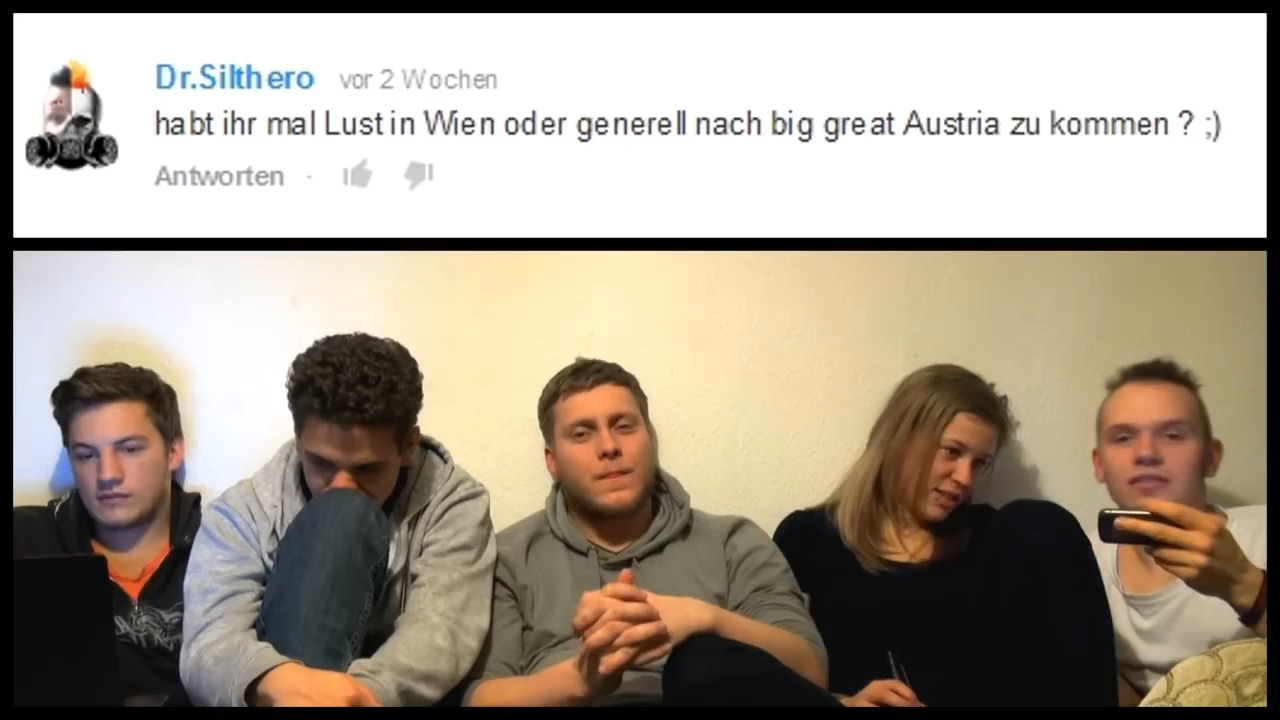 Dr.Silthero vor 2 Wochen
habt ihr mal Lust in Wien oder generell nach big great Austria zu kommen ? ;)
Antworten ·